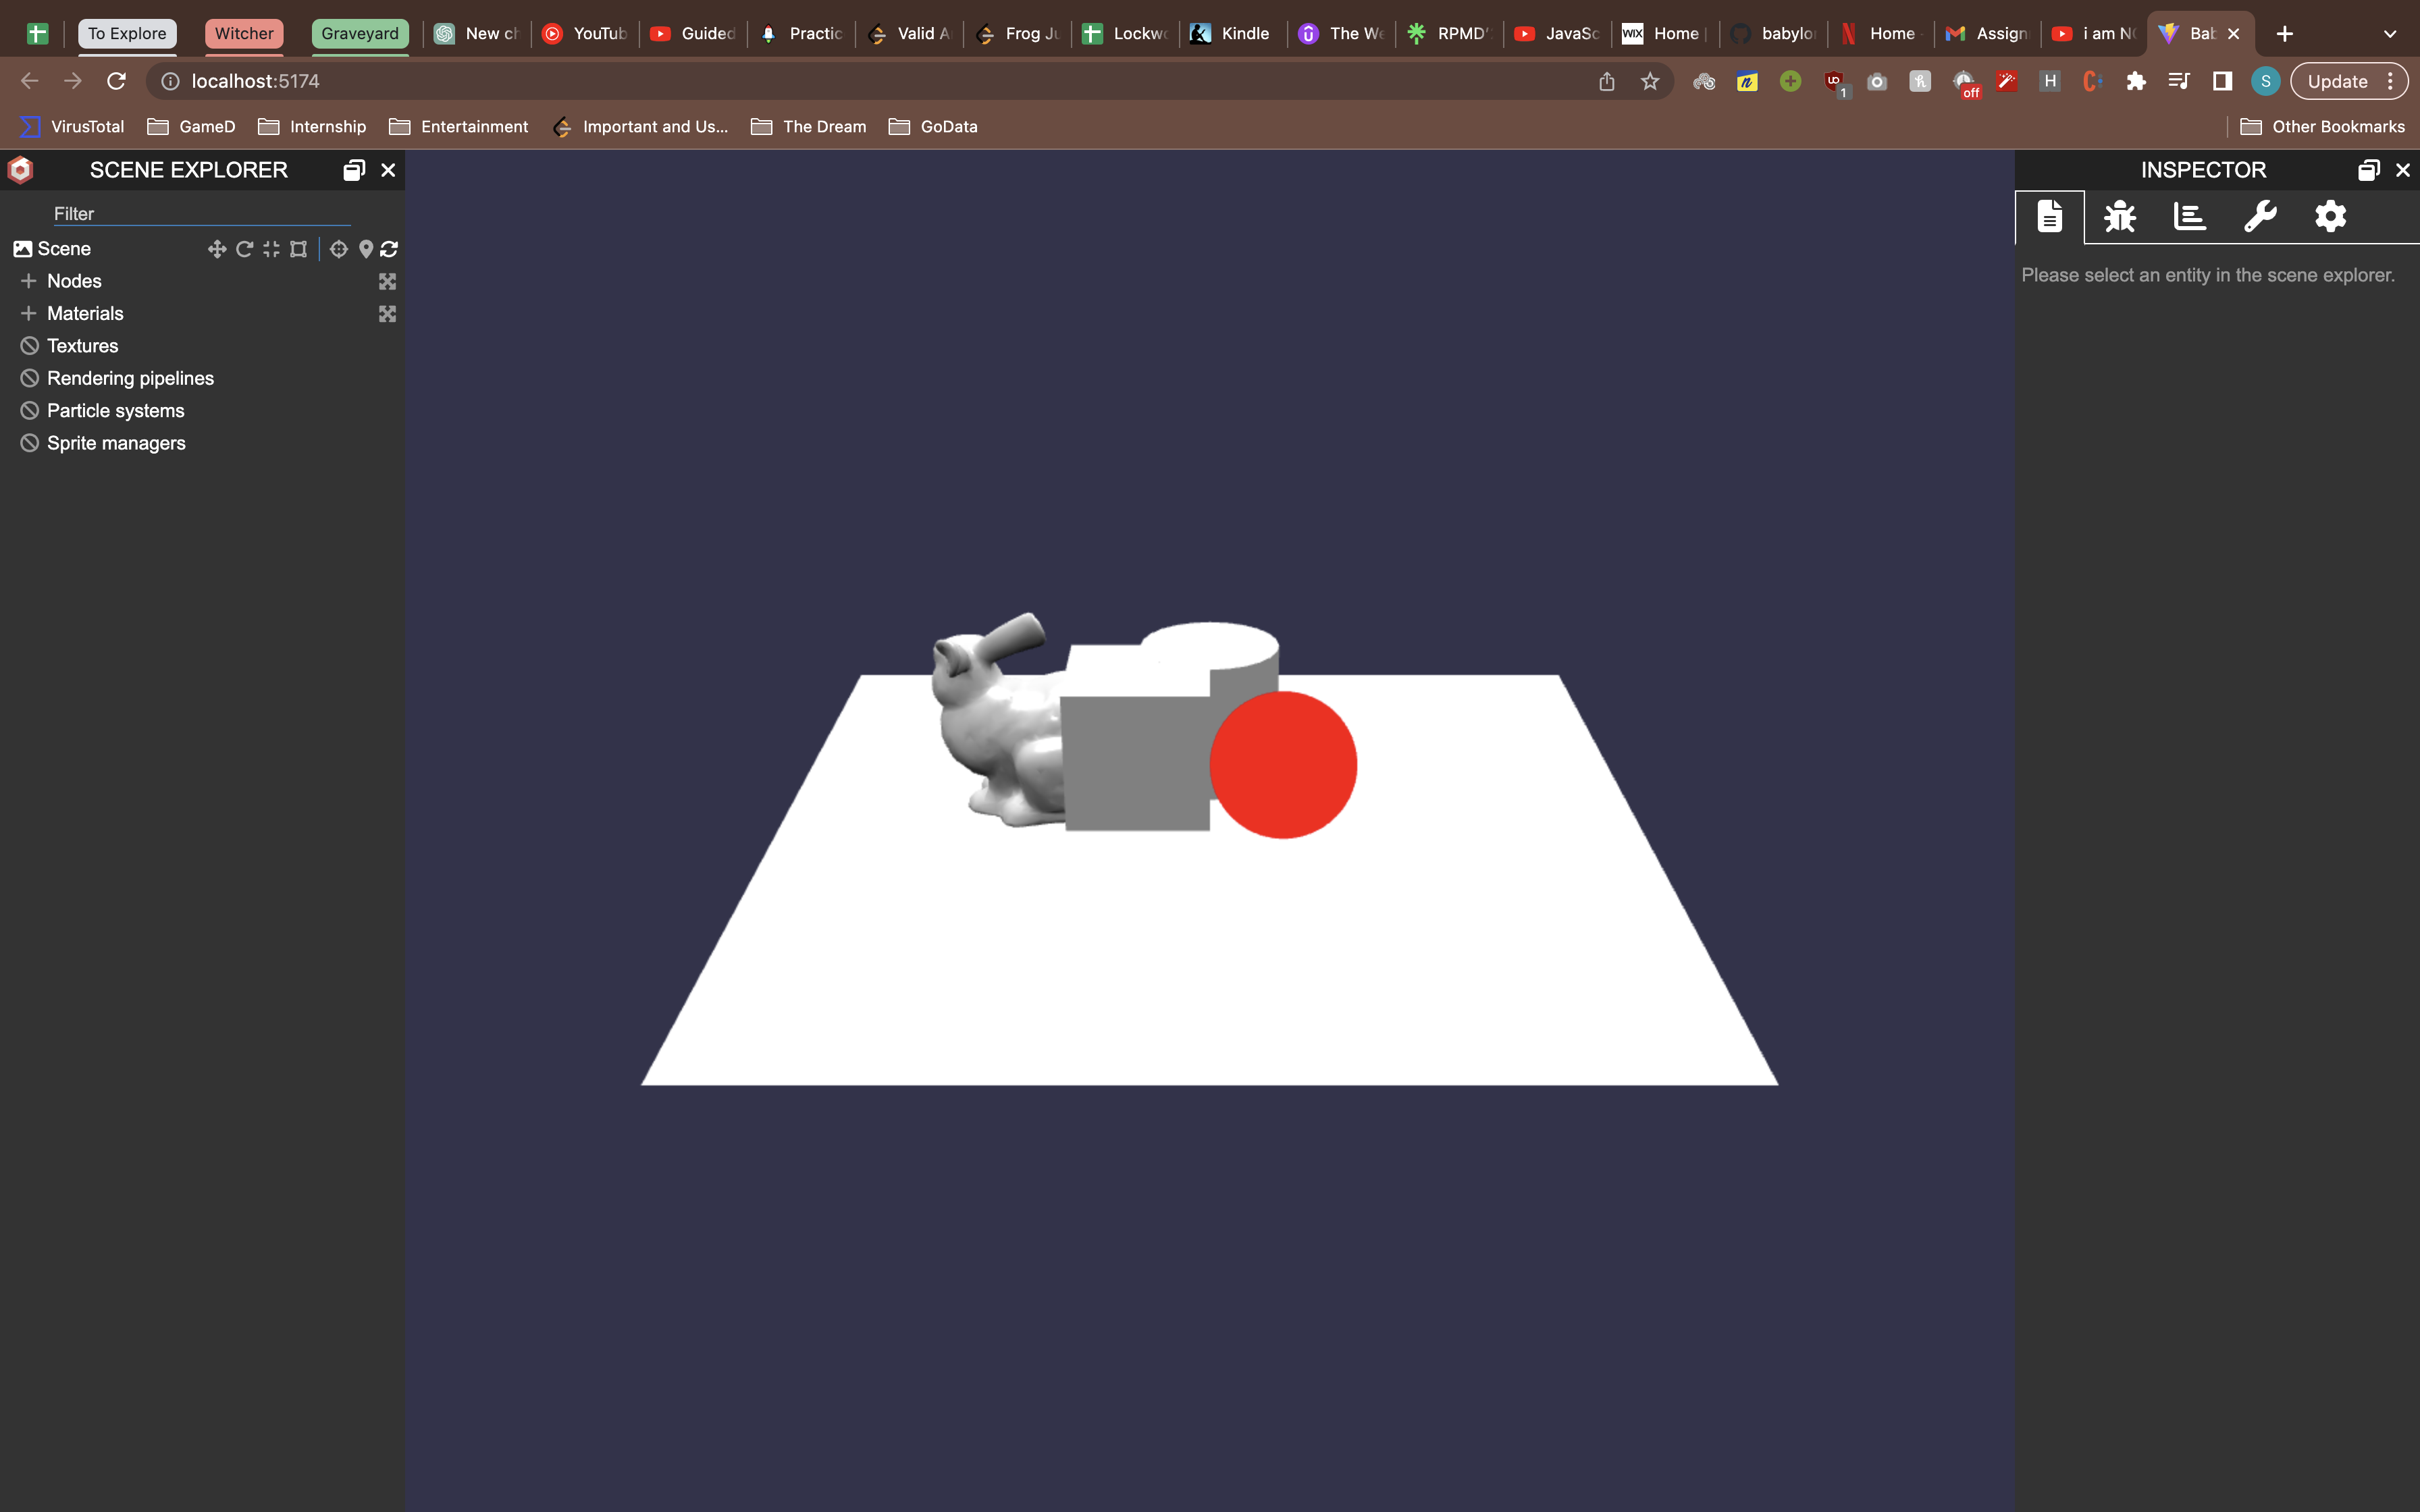 To Explore Witcher Graveyard New ch YouTub Guided Practic Valid A Frog Ju Lockwo Kindle The We RPMD' JavaSc Home babylo Home Assign i am N Bab
localhost:5174 1 off H S Update
VirusTotal GameD Internship Entertainment Important and Us... The Dream GoData Other Bookmarks
SCENE EXPLORER
Filter
Scene
Nodes
Materials
Textures
Rendering pipelines
Particle systems
Sprite managers
INSPECTOR
Please select an entity in the scene explorer.